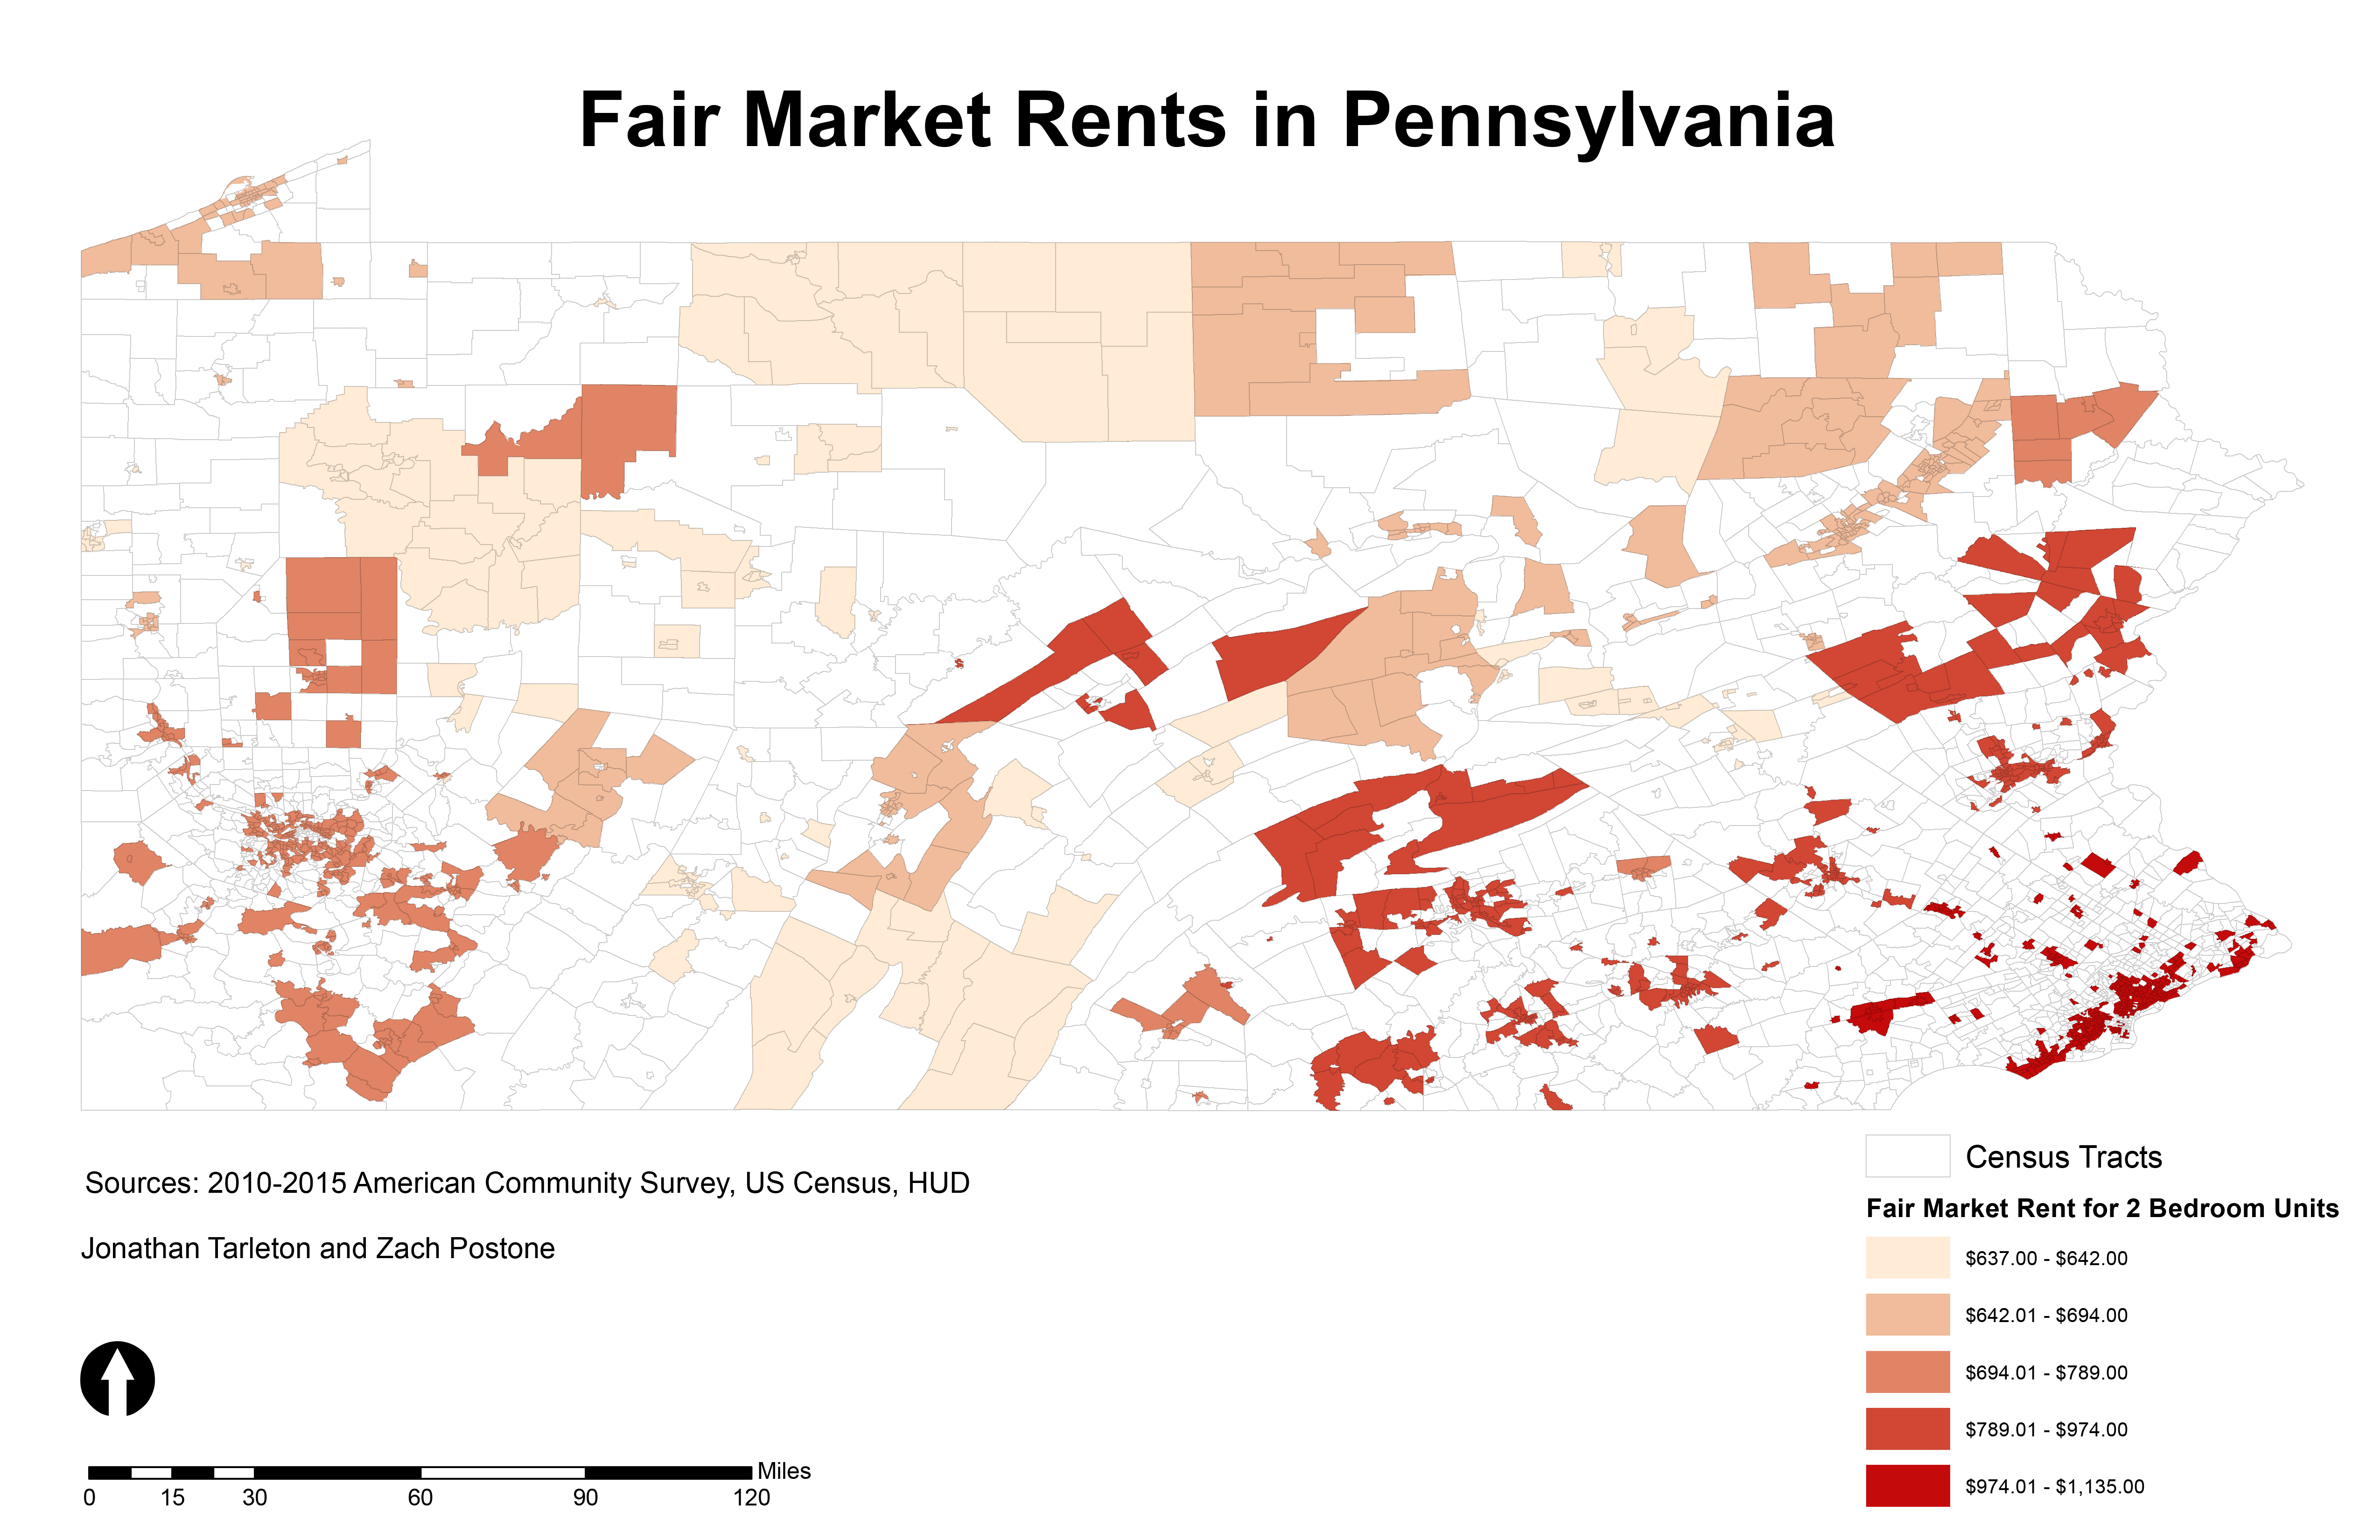 Fair Market Rents in Pennsylvania
Sources: 2010-2015 American Community Survey, US Census, HUD
Jonathan Tarleton and Zach Postone
Miles
0 15 30 60 90 120
Census Tracts
Fair Market Rent for 2 Bedroom Units
$637.00 - $642.00
$642.01 - $694.00
$694.01 - $789.00
$789.01 - $974.00
$974.01 - $1,135.00